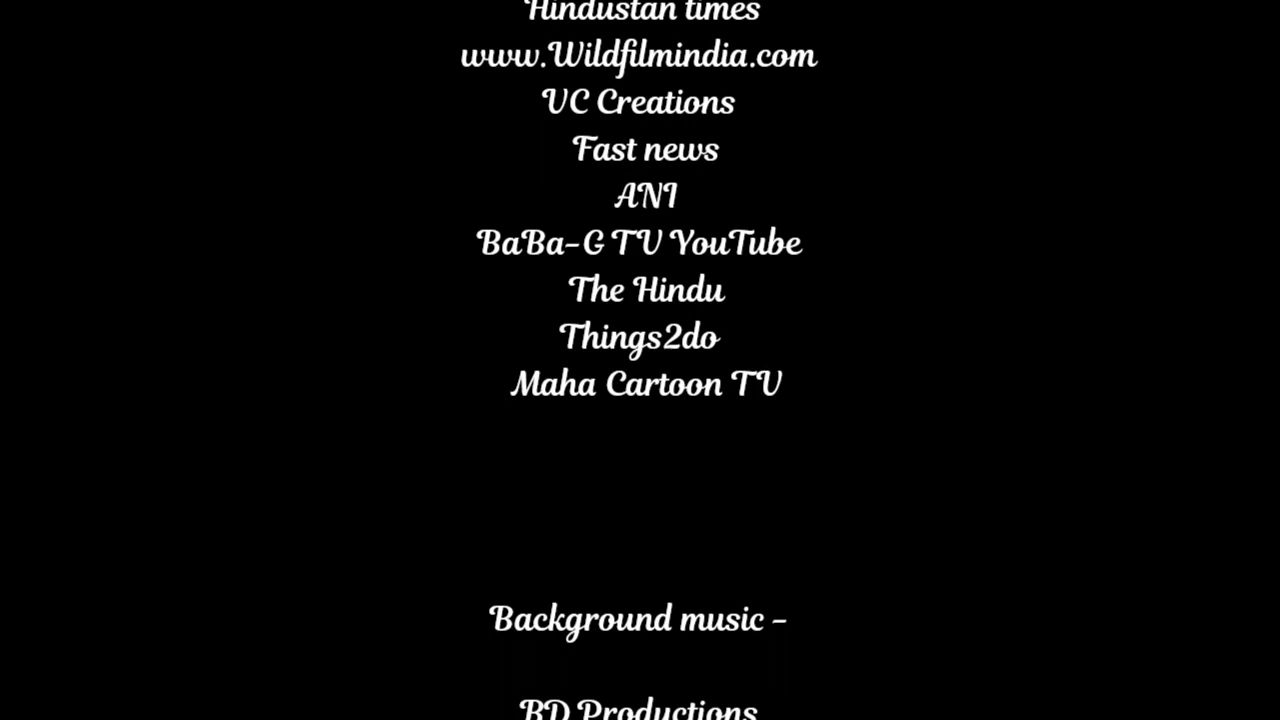 Hindustan times
www.Wildfilmindia.com
UC Creations
Fast news
ANI
BaBa-G TV YouTube
The Hindu
Things2do
Maha Cartoon TV
Background music -
BD Productions